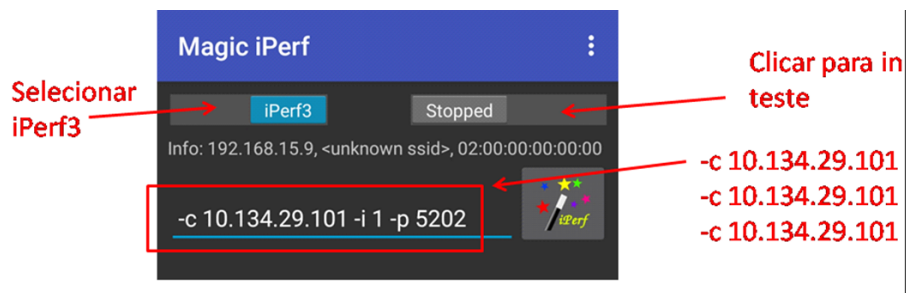 Magic iPerf
Selecionar
iPerf3
iPerf3
Stopped
Clicar para in
teste
Info: 192.168.15.9, <unknown ssid>, 02:00:00:00:00:00
-c 10.134.29.101 -i 1 -p 5202
iPerf
-c 10.134.29.101
-c 10.134.29.101
-c 10.134.29.101